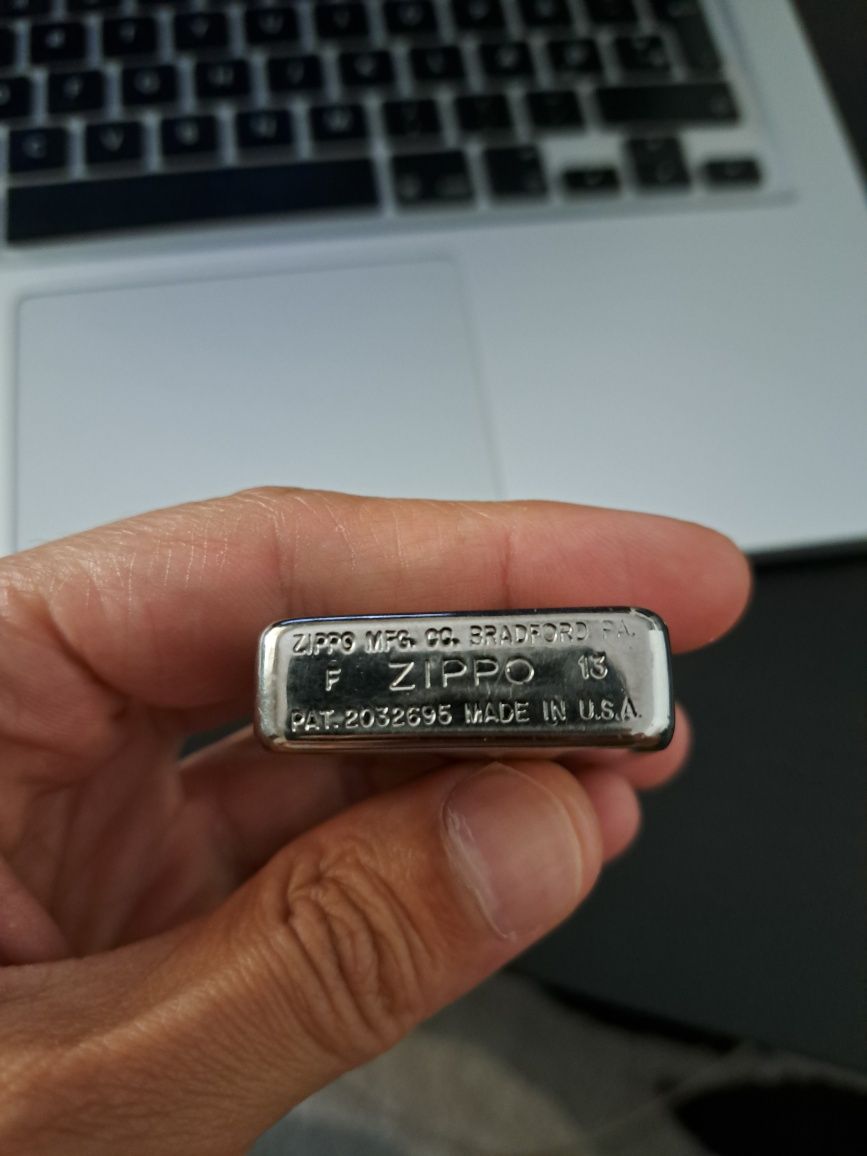 ZIPPO MFG. CO. BRADFORD PA.
F ZIPPO 13
PAT. 2032695 MADE IN U.S.A.